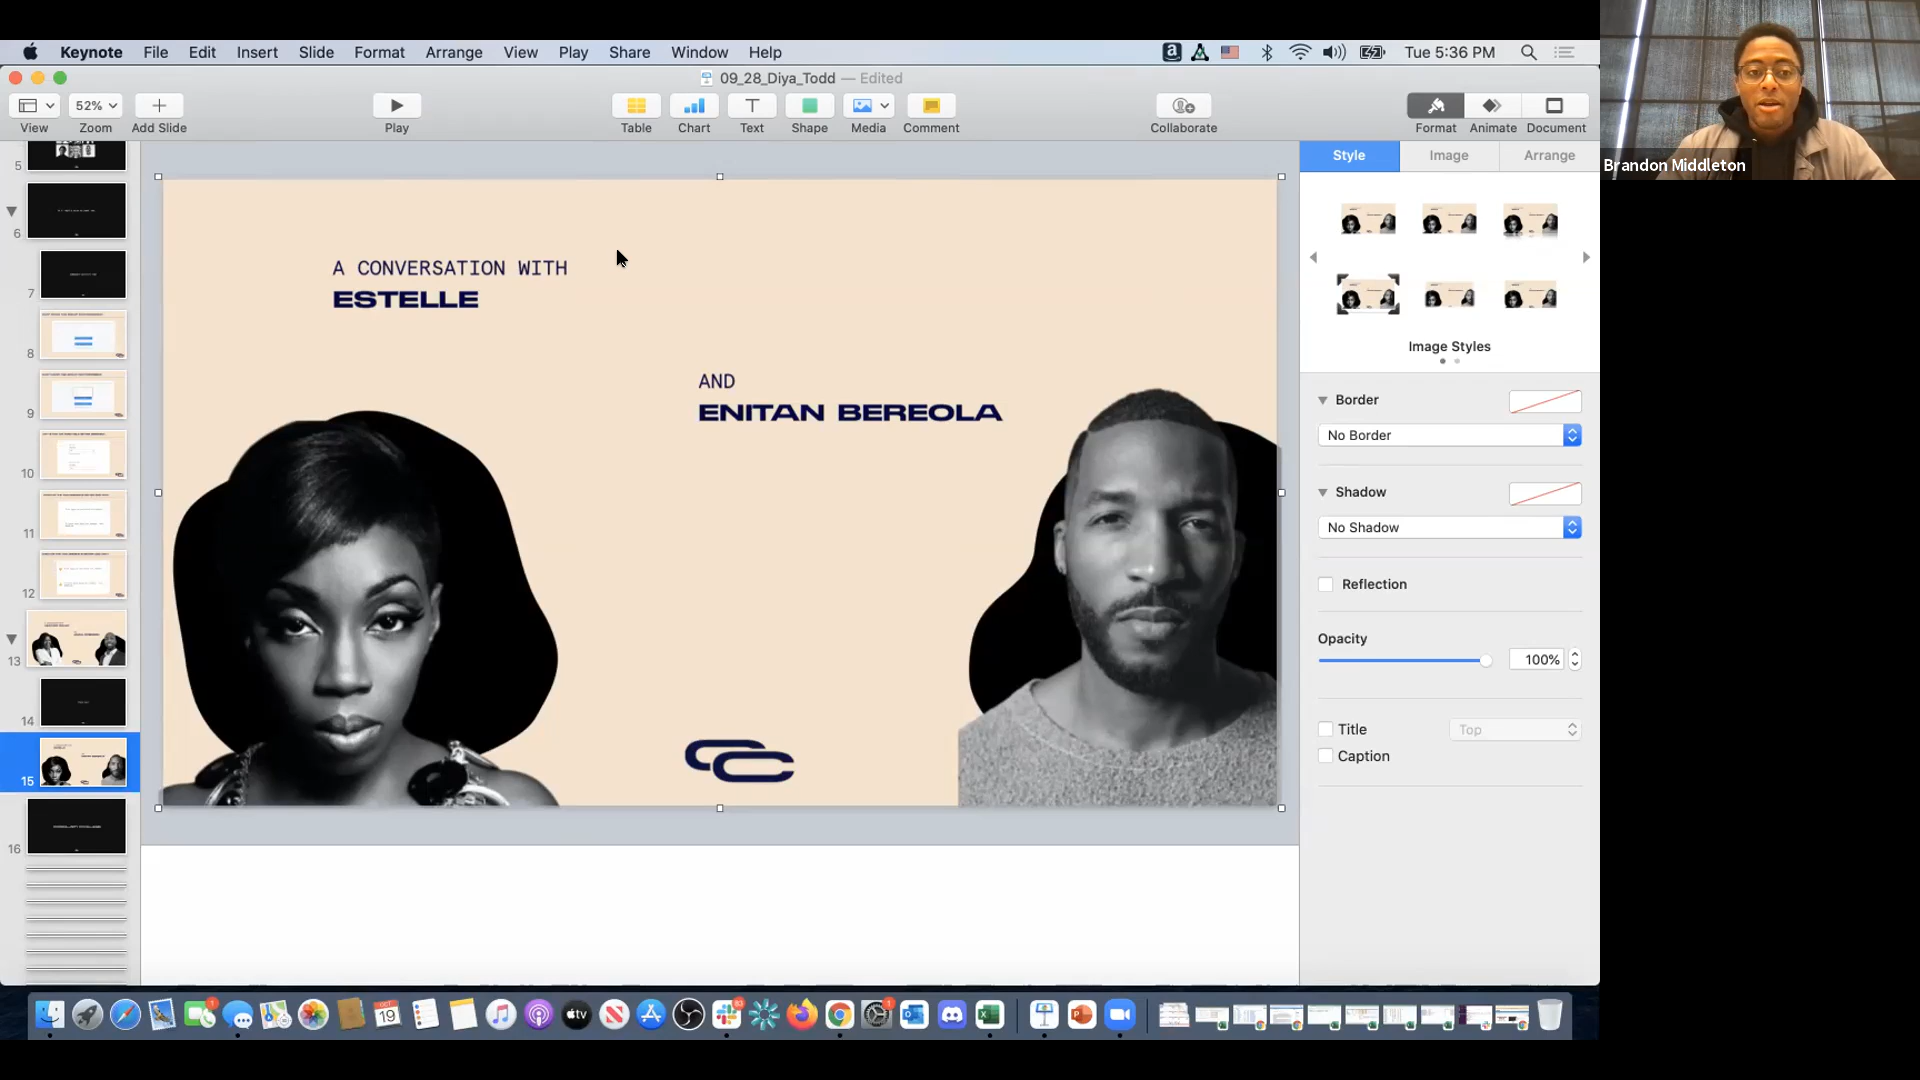 Keynote File Edit Insert Slide Format Arrange View Play Share Window Help
Tue 5:36 PM
09_28_Diya_Todd — Edited
52%
View Zoom Add Slide Play Table Chart Text Shape Media Comment Collaborate Format Animate Document
Brandon Middleton
Style Image Arrange
5
6
7
8
9
10
11
12
13
14
15
16
A CONVERSATION WITH
ESTELLE
AND
ENITAN BEREOLA
Image Styles
Border
No Border
Shadow
No Shadow
Reflection
Opacity
100%
Title Top
Caption
OCT
19
tv